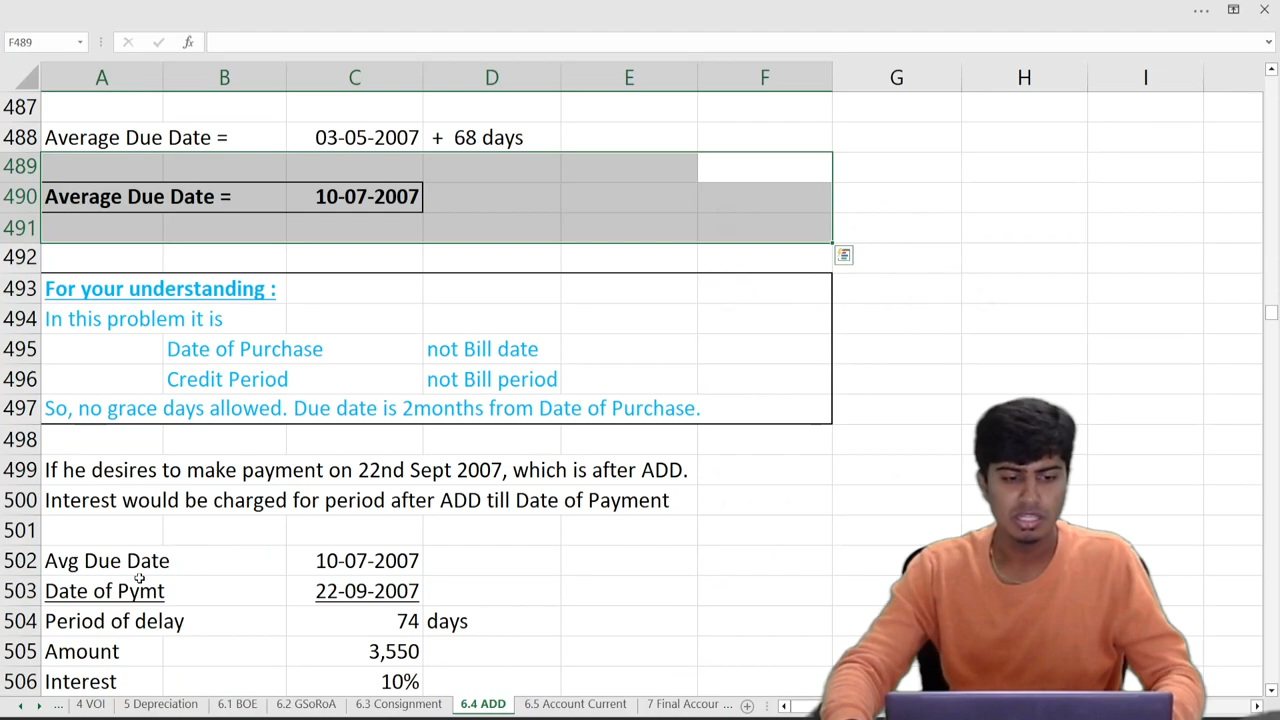 F489
fx
A B C D E F G H I
487
488 Average Due Date = 03-05-2007 + 68 days
489
490 Average Due Date = 10-07-2007
491
492
493 For your understanding :
494 In this problem it is
495 Date of Purchase not Bill date
496 Credit Period not Bill period
497 So, no grace days allowed. Due date is 2months from Date of Purchase.
498
499 If he desires to make payment on 22nd Sept 2007, which is after ADD.
500 Interest would be charged for period after ADD till Date of Payment
501
502 Avg Due Date 10-07-2007
503 Date of Pymt 22-09-2007
504 Period of delay 74 days
505 Amount 3,550
506 Interest 10%
... 4 VOI 5 Depreciation 6.1 BOE 6.2 GSoRoA 6.3 Consignment 6.4 ADD 6.5 Account Current 7 Final Accour ...